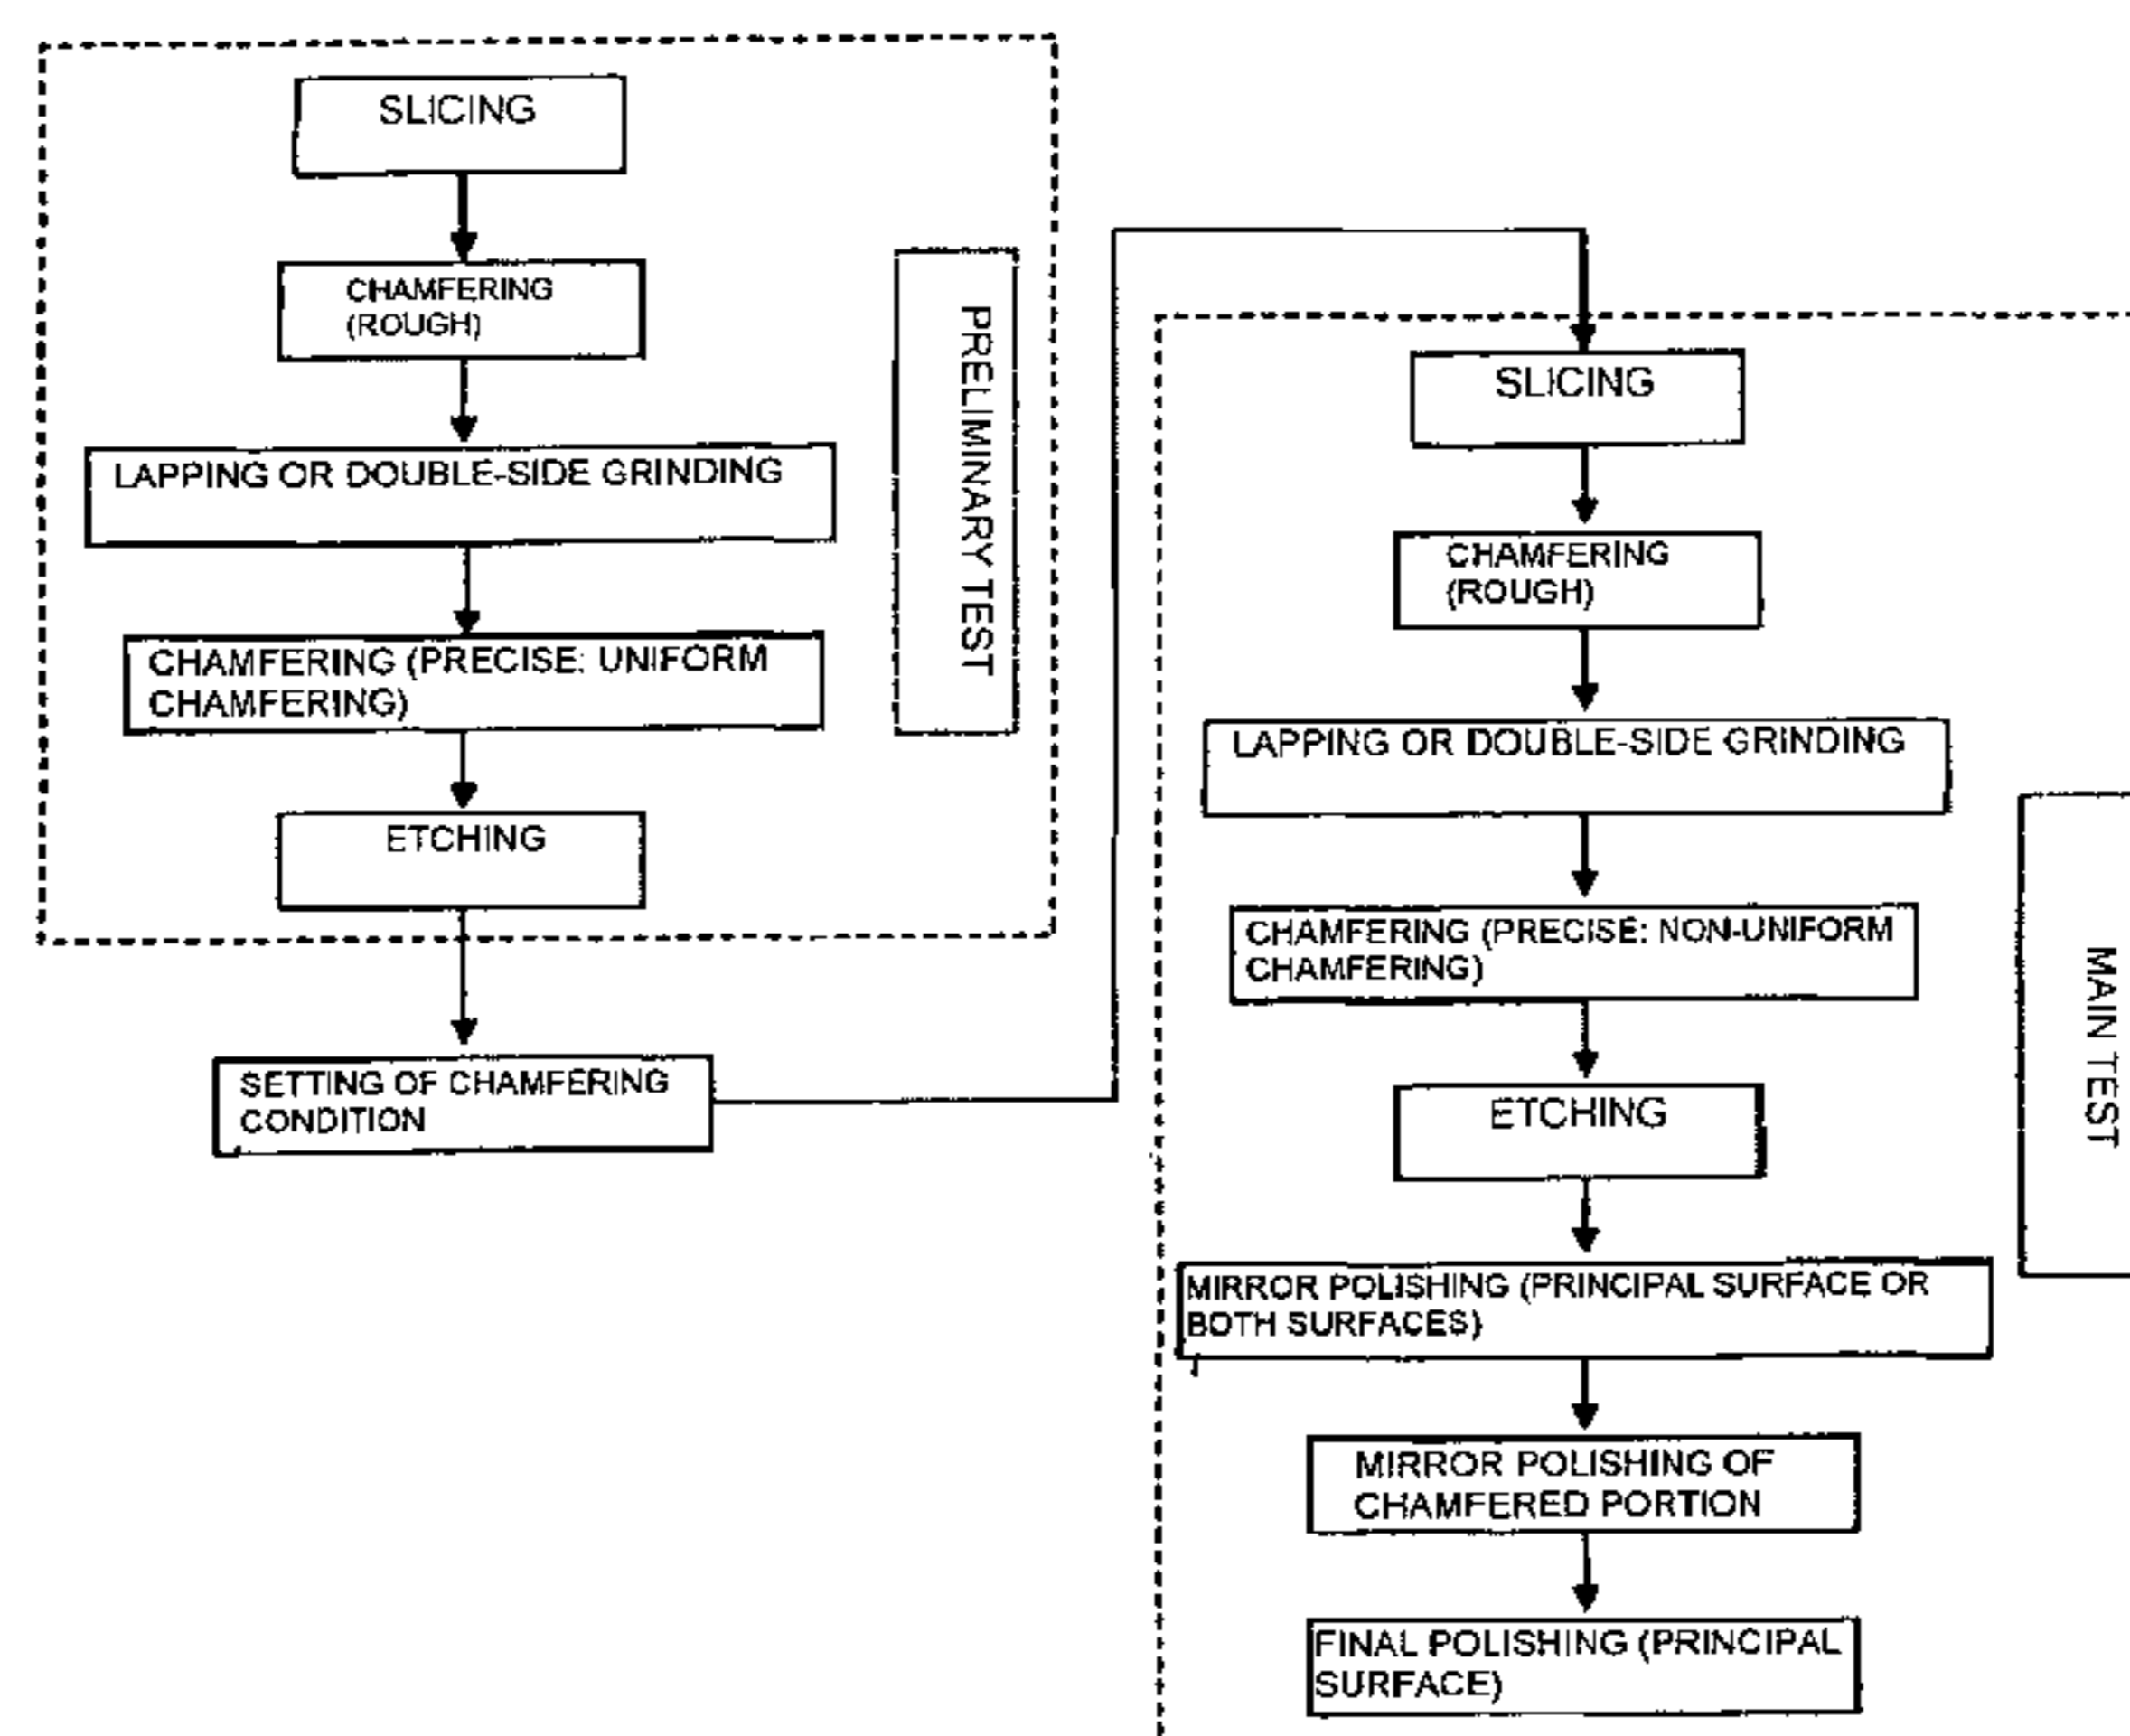 SLICING
CHAMFERING
(ROUGH)
LAPPING OR DOUBLE-SIDE GRINDING
CHAMFERING (PRECISE: UNIFORM
CHAMFERING)
ETCHING
PRELIMINARY TEST
SETTING OF CHAMFERING
CONDITION
SLICING
CHAMFERING
(ROUGH)
LAPPING OR DOUBLE-SIDE GRINDING
CHAMFERING (PRECISE: NON-UNIFORM
CHAMFERING)
ETCHING
MIRROR POLISHING (PRINCIPAL SURFACE OR
BOTH SURFACES)
MIRROR POLISHING OF
CHAMFERED PORTION
FINAL POLISHING (PRINCIPAL
SURFACE)
MAIN TEST